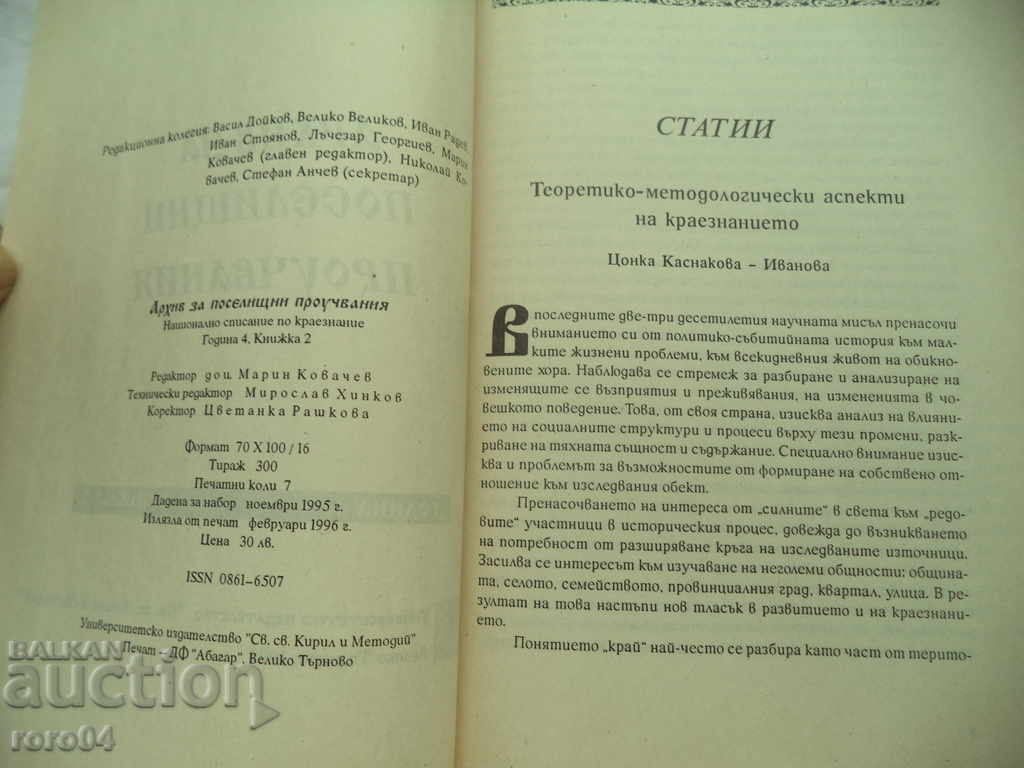 Редакционна колегия: Васил Дойков, Велико Великов, Иван Радев,
Иван Стоянов, Лъчезар Георгиев, Марин
Ковачев (главен редактор), Николай Ко-
вачев, Стефан Анчев (секретар)
ПОСЕЛИЩНИ
ПРОУЧВАНИЯ
Архив за поселищни проучвания
Национално списание по краезнание
Година 4, Книжка 2
Редактор доц. Марин Ковачев
Технически редактор Мирослав Хинков
Коректор Цветанка Рашкова
Формат 70 X 100 / 16
Тираж 300
Печатни коли 7
Дадена за набор ноември 1995 г.
Излязла от печат февруари 1996 г.
Цена 30 лв.
ISSN 0861-6507
Университетско издателство "Св. св. Кирил и Методий"
Печат – ДФ "Абагар", Велико Търново
BALKAN
auction
roro04
СТАТИИ
Теоретико-методологически аспекти
на краезнанието
Цонка Каснакова – Иванова
В последните две-три десетилетия научната мисъл пренасочи
вниманието си от политико-събитийната история към мал-
ките жизнени проблеми, към всекидневния живот на обикно-
вените хора. Наблюдава се стремеж за разбиране и анализиране на
изменящите се възприятия и преживявания, на измененията в чо-
вешкото поведение. Това, от своя страна, изисква анализ на влияни-
ето на социалните структури и процеси върху тези промени, разк-
риване на тяхната същност и съдържание. Специално внимание изис-
ква и проблемът за възможностите от формиране на собствено от-
ношение към изследвания обект.
Пренасочването на интереса от „силните“ в света към „редо-
вите“ участници в историческия процес, довежда до възникването
на потребност от разширяване кръга на изследваните източници.
Засилва се интересът към изучаване на неголеми общности: община-
та, селото, семейството, провинциалния град, квартал, улица. В ре-
зултат на това настъпи нов тласък в развитието и на краезнани-
ето.
Понятието „край“ най-често се разбира като част от терито-